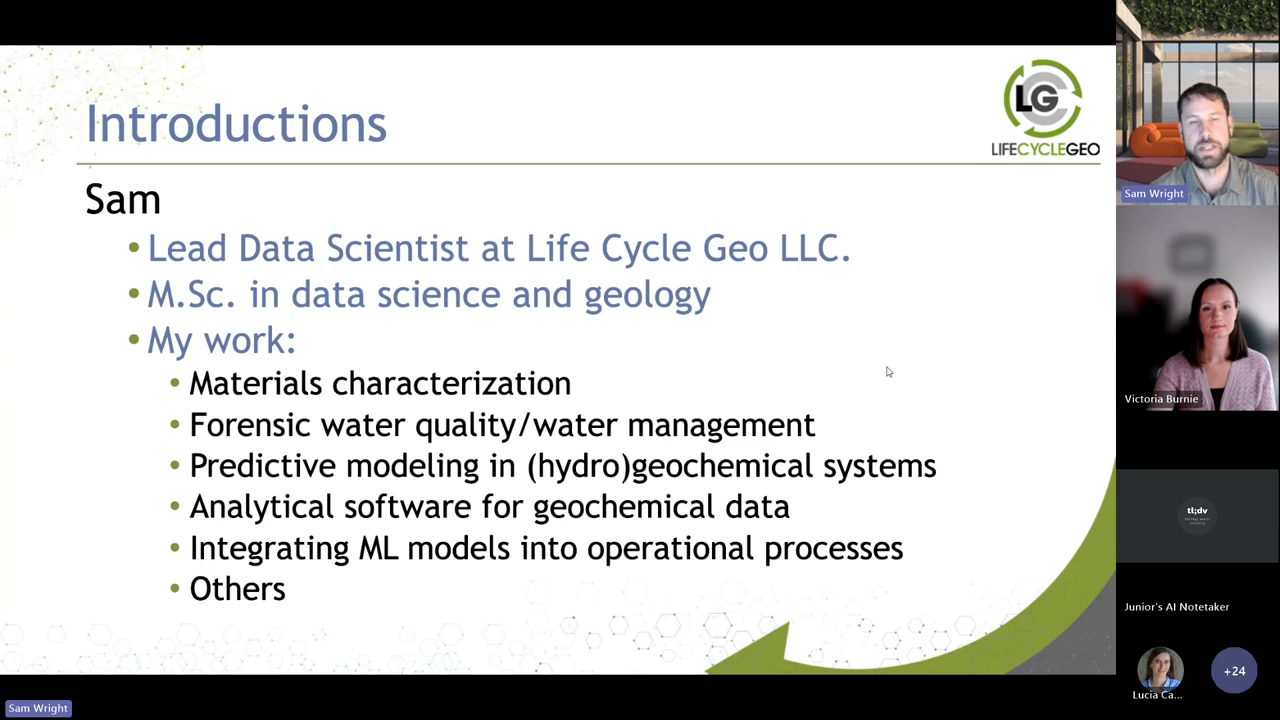 Introductions
LGC
LIFECYCLEGEO
Sam
• Lead Data Scientist at Life Cycle Geo LLC.
• M.Sc. in data science and geology
• My work:
• Materials characterization
• Forensic water quality/water management
• Predictive modeling in (hydro)geochemical systems
• Analytical software for geochemical data
• Integrating ML models into operational processes
• Others
Sam Wright
Victoria Burnie
tl;dv
Junior's AI Notetaker
Lucia Ca...
+24
Sam Wright